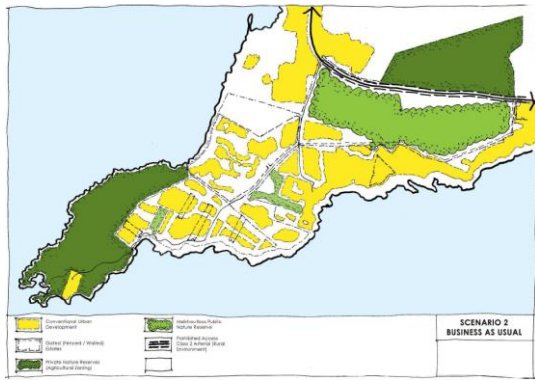 Conventional Urban
Development
Gated (Fenced / Walled)
Estates
Private Nature Reserves
(Agricultural Zoning)
Public
Nature Reserve
Prohibited Access
Class 2 Arterial (Rural
Environment)
SCENARIO 2
BUSINESS AS USUAL